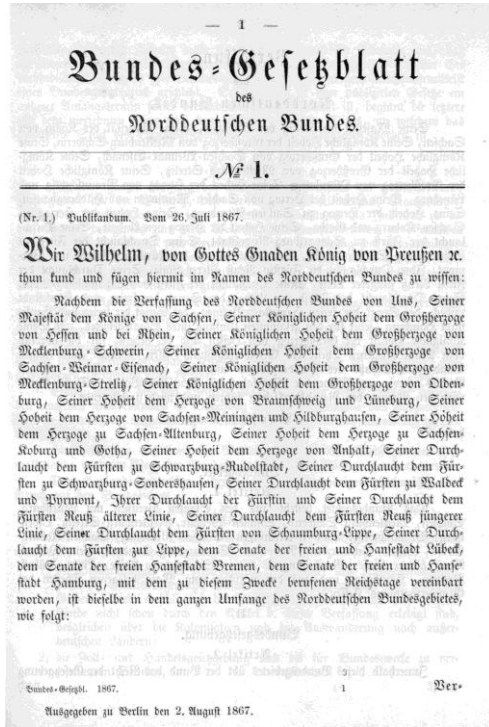 — 1 —
Bundes-Gesetzblatt
des
Norddeutschen Bundes.
№ 1.
(Nr. 1.) Publikandum. Vom 26. Juli 1867.
Wir Wilhelm, von Gottes Gnaden König von Preußen ꝛc.
thun kund und fügen hiermit im Namen des Norddeutschen Bundes zu wissen:
Nachdem die Verfassung des Norddeutschen Bundes von Uns, Seiner
Majestät dem Könige von Sachsen, Seiner Königlichen Hoheit dem Großherzoge
von Hessen und bei Rhein, Seiner Königlichen Hoheit dem Großherzoge von
Mecklenburg-Schwerin, Seiner Königlichen Hoheit dem Großherzoge von
Sachsen-Weimar-Eisenach, Seiner Königlichen Hoheit dem Großherzoge von
Mecklenburg-Strelitz, Seiner Königlichen Hoheit dem Großherzoge von Olden-
burg, Seiner Hoheit dem Herzoge von Braunschweig und Lüneburg, Seiner
Hoheit dem Herzoge von Sachsen-Meiningen und Hildburghausen, Seiner Hoheit
dem Herzoge zu Sachsen-Altenburg, Seiner Hoheit dem Herzoge zu Sachsen-
Koburg und Gotha, Seiner Hoheit dem Herzoge von Anhalt, Seiner Durch-
laucht dem Fürsten zu Schwarzburg-Rudolstadt, Seiner Durchlaucht dem Für-
sten zu Schwarzburg-Sondershausen, Seiner Durchlaucht dem Fürsten zu Waldeck
und Pyrmont, Ihrer Durchlaucht der Fürstin und Seiner Durchlaucht dem
Fürsten Reuß älterer Linie, Seiner Durchlaucht dem Fürsten Reuß jüngerer
Linie, Seiner Durchlaucht dem Fürsten von Schaumburg-Lippe, Seiner Durch-
laucht dem Fürsten zur Lippe, dem Senate der freien und Hansestadt Lübeck,
dem Senate der freien Hansestadt Bremen, dem Senate der freien und Hanse-
stadt Hamburg, mit dem zu diesem Zwecke berufenen Reichstage vereinbart
worden, ist dieselbe in dem ganzen Umfange des Norddeutschen Bundesgebietes,
wie folgt:
Bundes-Gesetzbl. 1867. 1 Ver-
Ausgegeben zu Berlin den 2. August 1867.